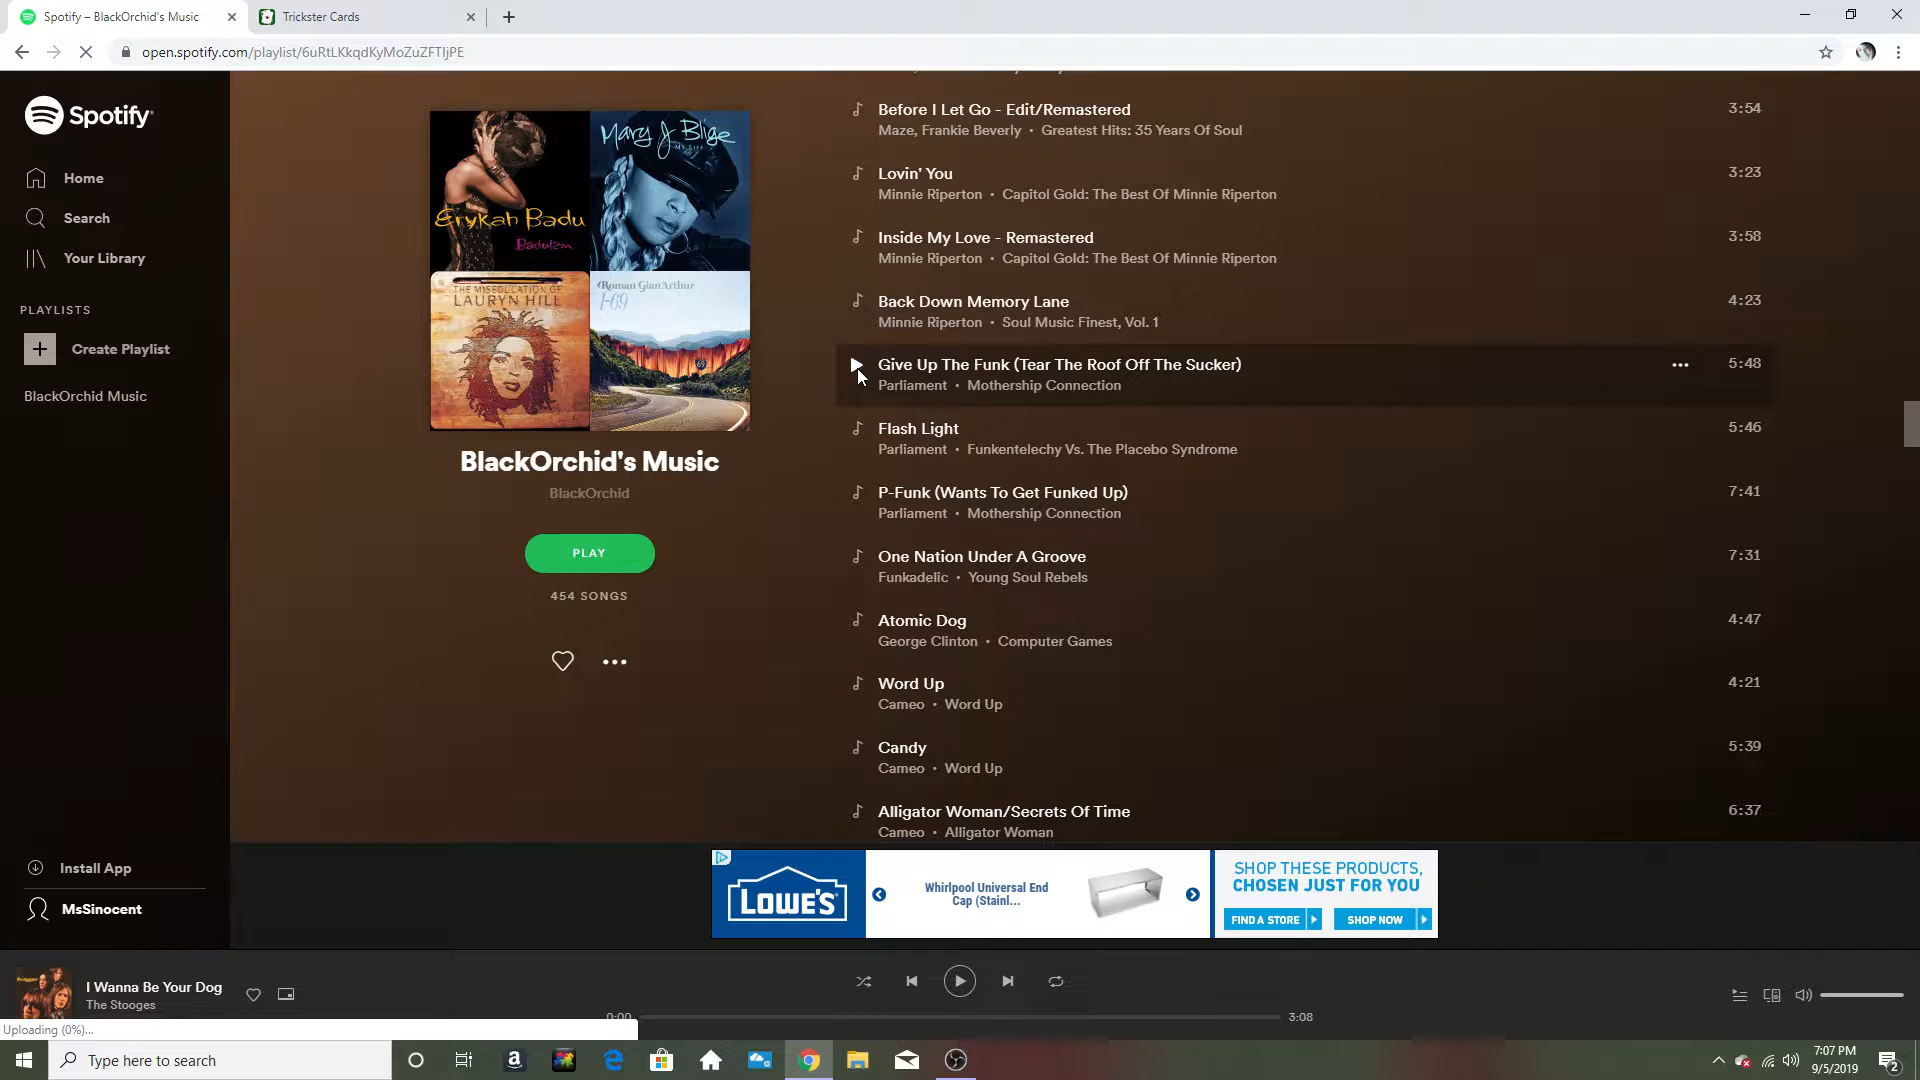 Spotify – BlackOrchid's Music
Trickster Cards
open.spotify.com/playlist/6uRtLKkqdKyMoZuZFTIjPE
Spotify
Home
Search
Your Library
PLAYLISTS
Create Playlist
BlackOrchid Music
Install App
MsSinocent
Erykah Badu
Baduizm
Mary J Blige
My Life
THE MISEDUCATION OF
LAURYN HILL
Roman GianArthur
I-69
BlackOrchid's Music
BlackOrchid
PLAY
454 SONGS
Before I Let Go - Edit/Remastered
3:54
Maze, Frankie Beverly • Greatest Hits: 35 Years Of Soul
Lovin' You
3:23
Minnie Riperton • Capitol Gold: The Best Of Minnie Riperton
Inside My Love - Remastered
3:58
Minnie Riperton • Capitol Gold: The Best Of Minnie Riperton
Back Down Memory Lane
4:23
Minnie Riperton • Soul Music Finest, Vol. 1
Give Up The Funk (Tear The Roof Off The Sucker)
5:48
Parliament • Mothership Connection
Flash Light
5:46
Parliament • Funkentelechy Vs. The Placebo Syndrome
P-Funk (Wants To Get Funked Up)
7:41
Parliament • Mothership Connection
One Nation Under A Groove
7:31
Funkadelic • Young Soul Rebels
Atomic Dog
4:47
George Clinton • Computer Games
Word Up
4:21
Cameo • Word Up
Candy
5:39
Cameo • Word Up
Alligator Woman/Secrets Of Time
6:37
Cameo • Alligator Woman
LOWE'S
Whirlpool Universal End
Cap (Stainl...
SHOP THESE PRODUCTS,
CHOSEN JUST FOR YOU
FIND A STORE
SHOP NOW
I Wanna Be Your Dog
The Stooges
0:00
3:08
Uploading (0%)...
Type here to search
7:07 PM
9/5/2019
2